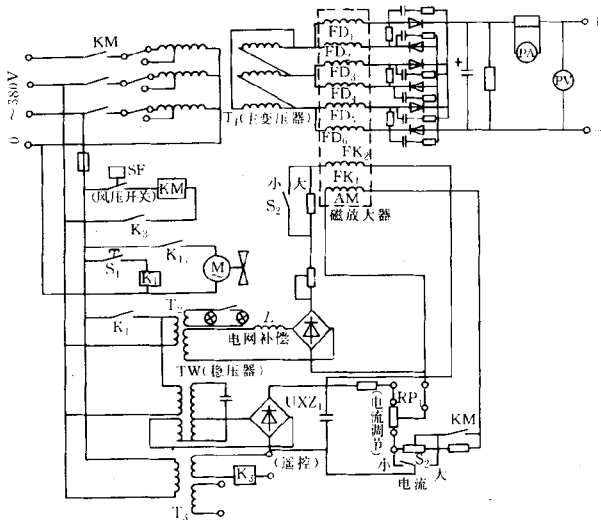 KM
~380V
0
T₁(主变压器)
FD₁
FD₂
FD₃
FD₄
FD₅
FD₆
FK₂
FK₁
AM
磁放大器
+
PA
PV
+
−
SF
(风压开关)
KM
K₃
K₁
S₁
K₁
M
~
小
大
S₂
T₂
K₁
L
电网补偿
TW(稳压器)
UXZ₁
RP₁
(电流调节)
KM
S₂
小
大
电流
(遥控)
K₃
T₃